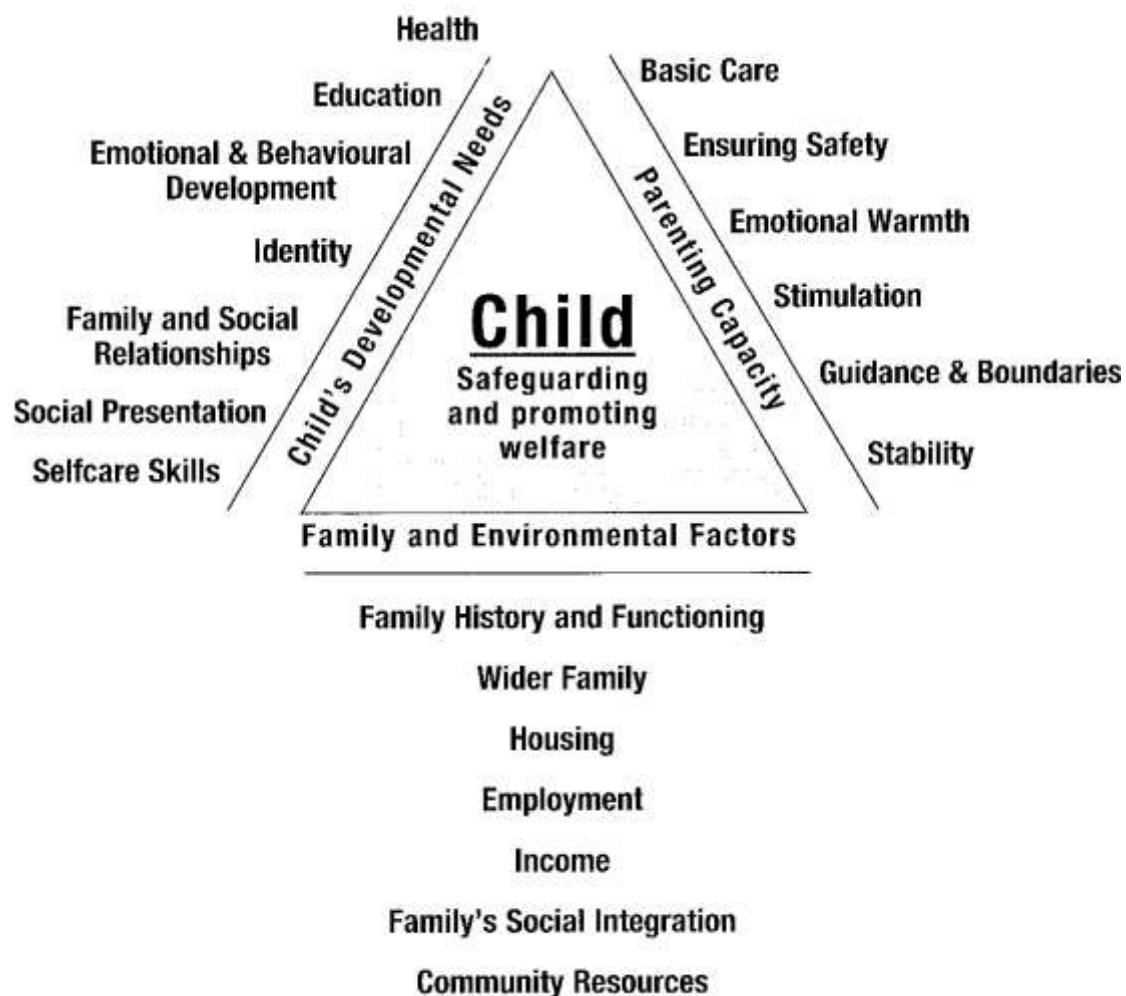 Health
Education
Emotional & Behavioural
Development
Identity
Family and Social
Relationships
Social Presentation
Selfcare Skills
Child's Developmental Needs
Basic Care
Ensuring Safety
Emotional Warmth
Stimulation
Guidance & Boundaries
Stability
Parenting Capacity
Child
Safeguarding
and promoting
welfare
Family and Environmental Factors
Family History and Functioning
Wider Family
Housing
Employment
Income
Family's Social Integration
Community Resources